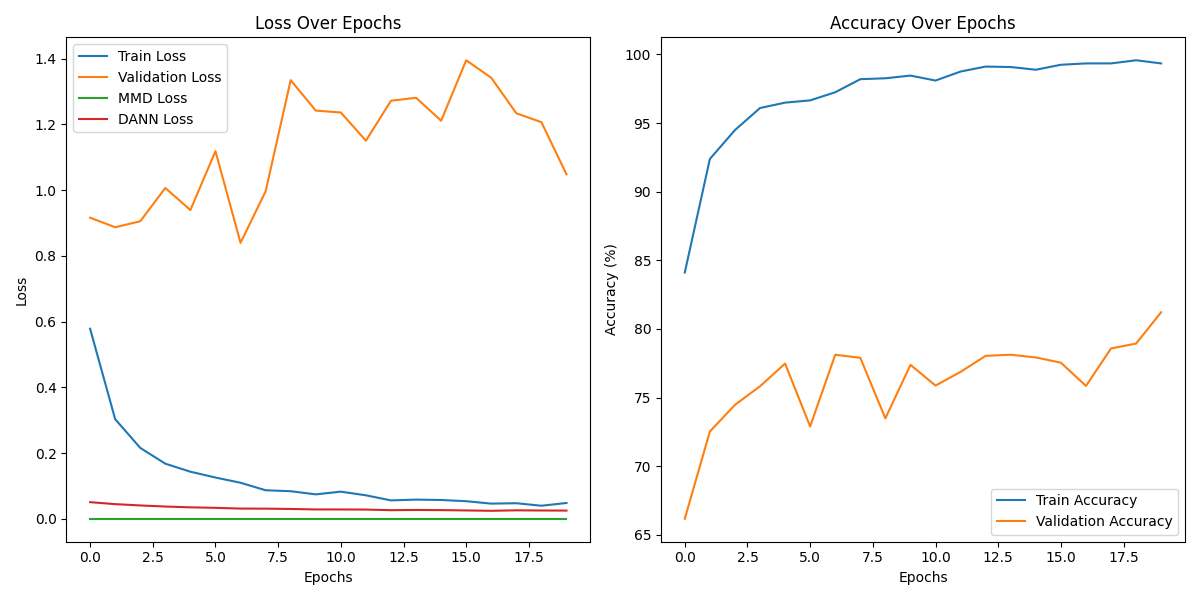 Loss Over Epochs
Train Loss
Validation Loss
MMD Loss
DANN Loss
1.4
1.2
1.0
0.8
0.6
0.4
0.2
0.0
Loss
0.0 2.5 5.0 7.5 10.0 12.5 15.0 17.5
Epochs
Accuracy Over Epochs
100
95
90
85
80
75
70
65
Accuracy (%)
Train Accuracy
Validation Accuracy
0.0 2.5 5.0 7.5 10.0 12.5 15.0 17.5
Epochs